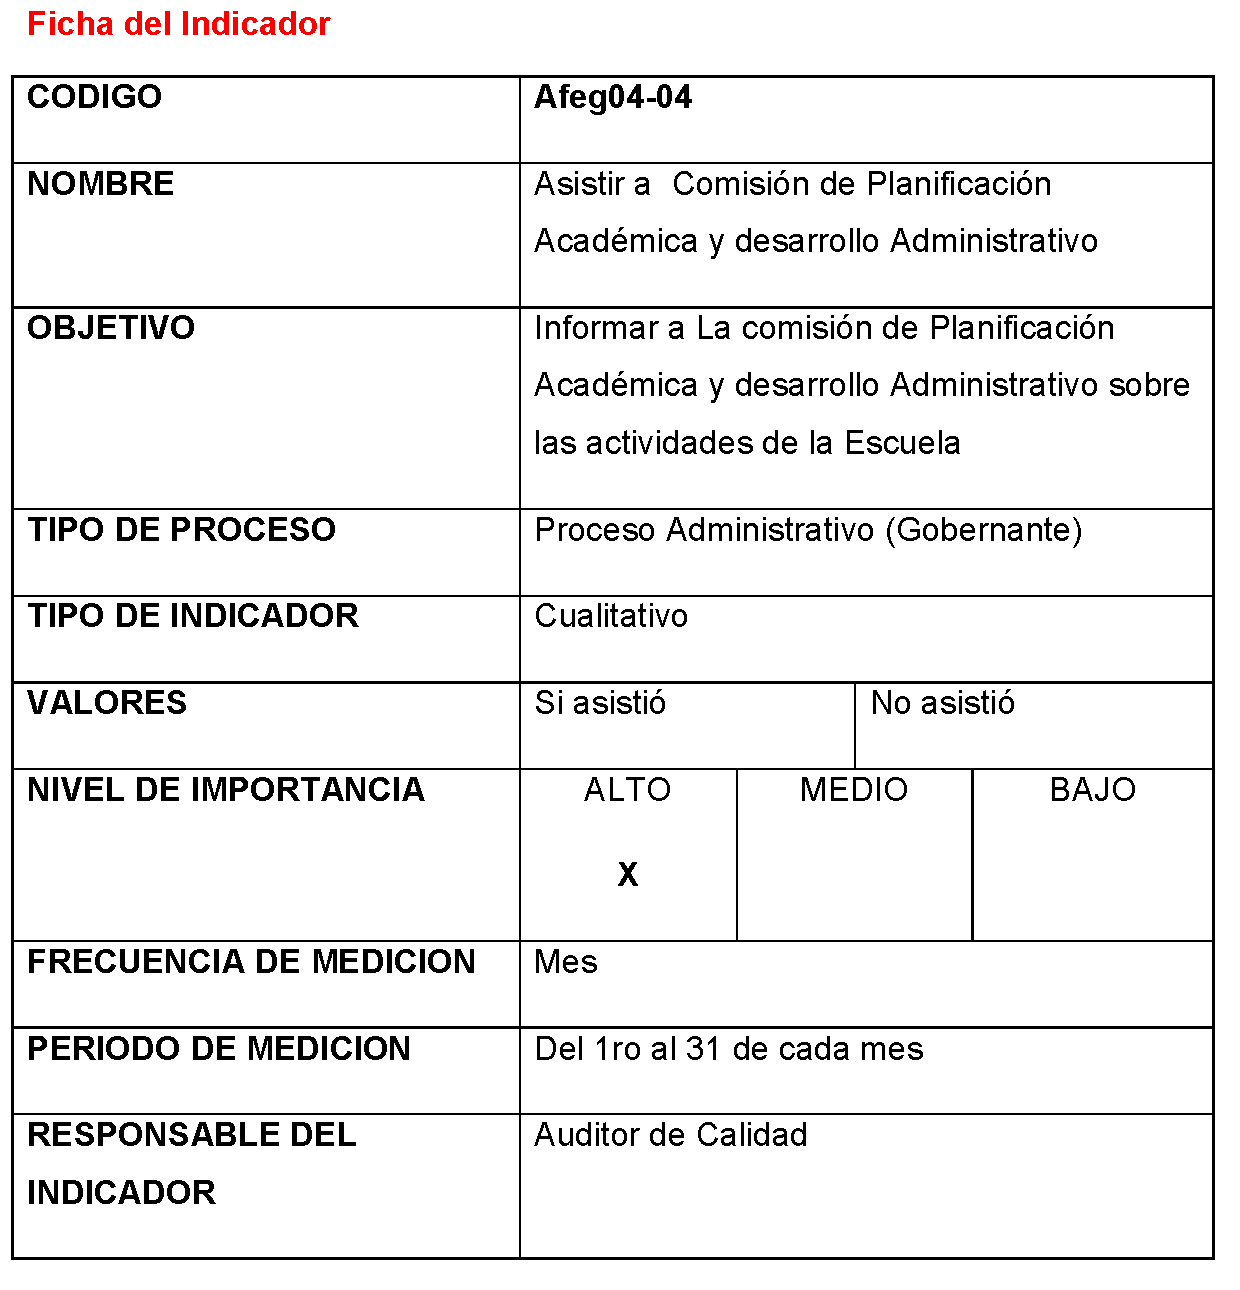 Ficha del Indicador
CODIGO Afeg04-04
NOMBRE Asistir a  Comisión de Planificación
Académica y desarrollo Administrativo
OBJETIVO Informar a La comisión de Planificación
Académica y desarrollo Administrativo sobre
las actividades de la Escuela
TIPO DE PROCESO Proceso Administrativo (Gobernante)
TIPO DE INDICADOR Cualitativo
VALORES Si asistió No asistió
NIVEL DE IMPORTANCIA ALTO MEDIO BAJO
X
FRECUENCIA DE MEDICION Mes
PERIODO DE MEDICION Del 1ro al 31 de cada mes
RESPONSABLE DEL Auditor de Calidad
INDICADOR